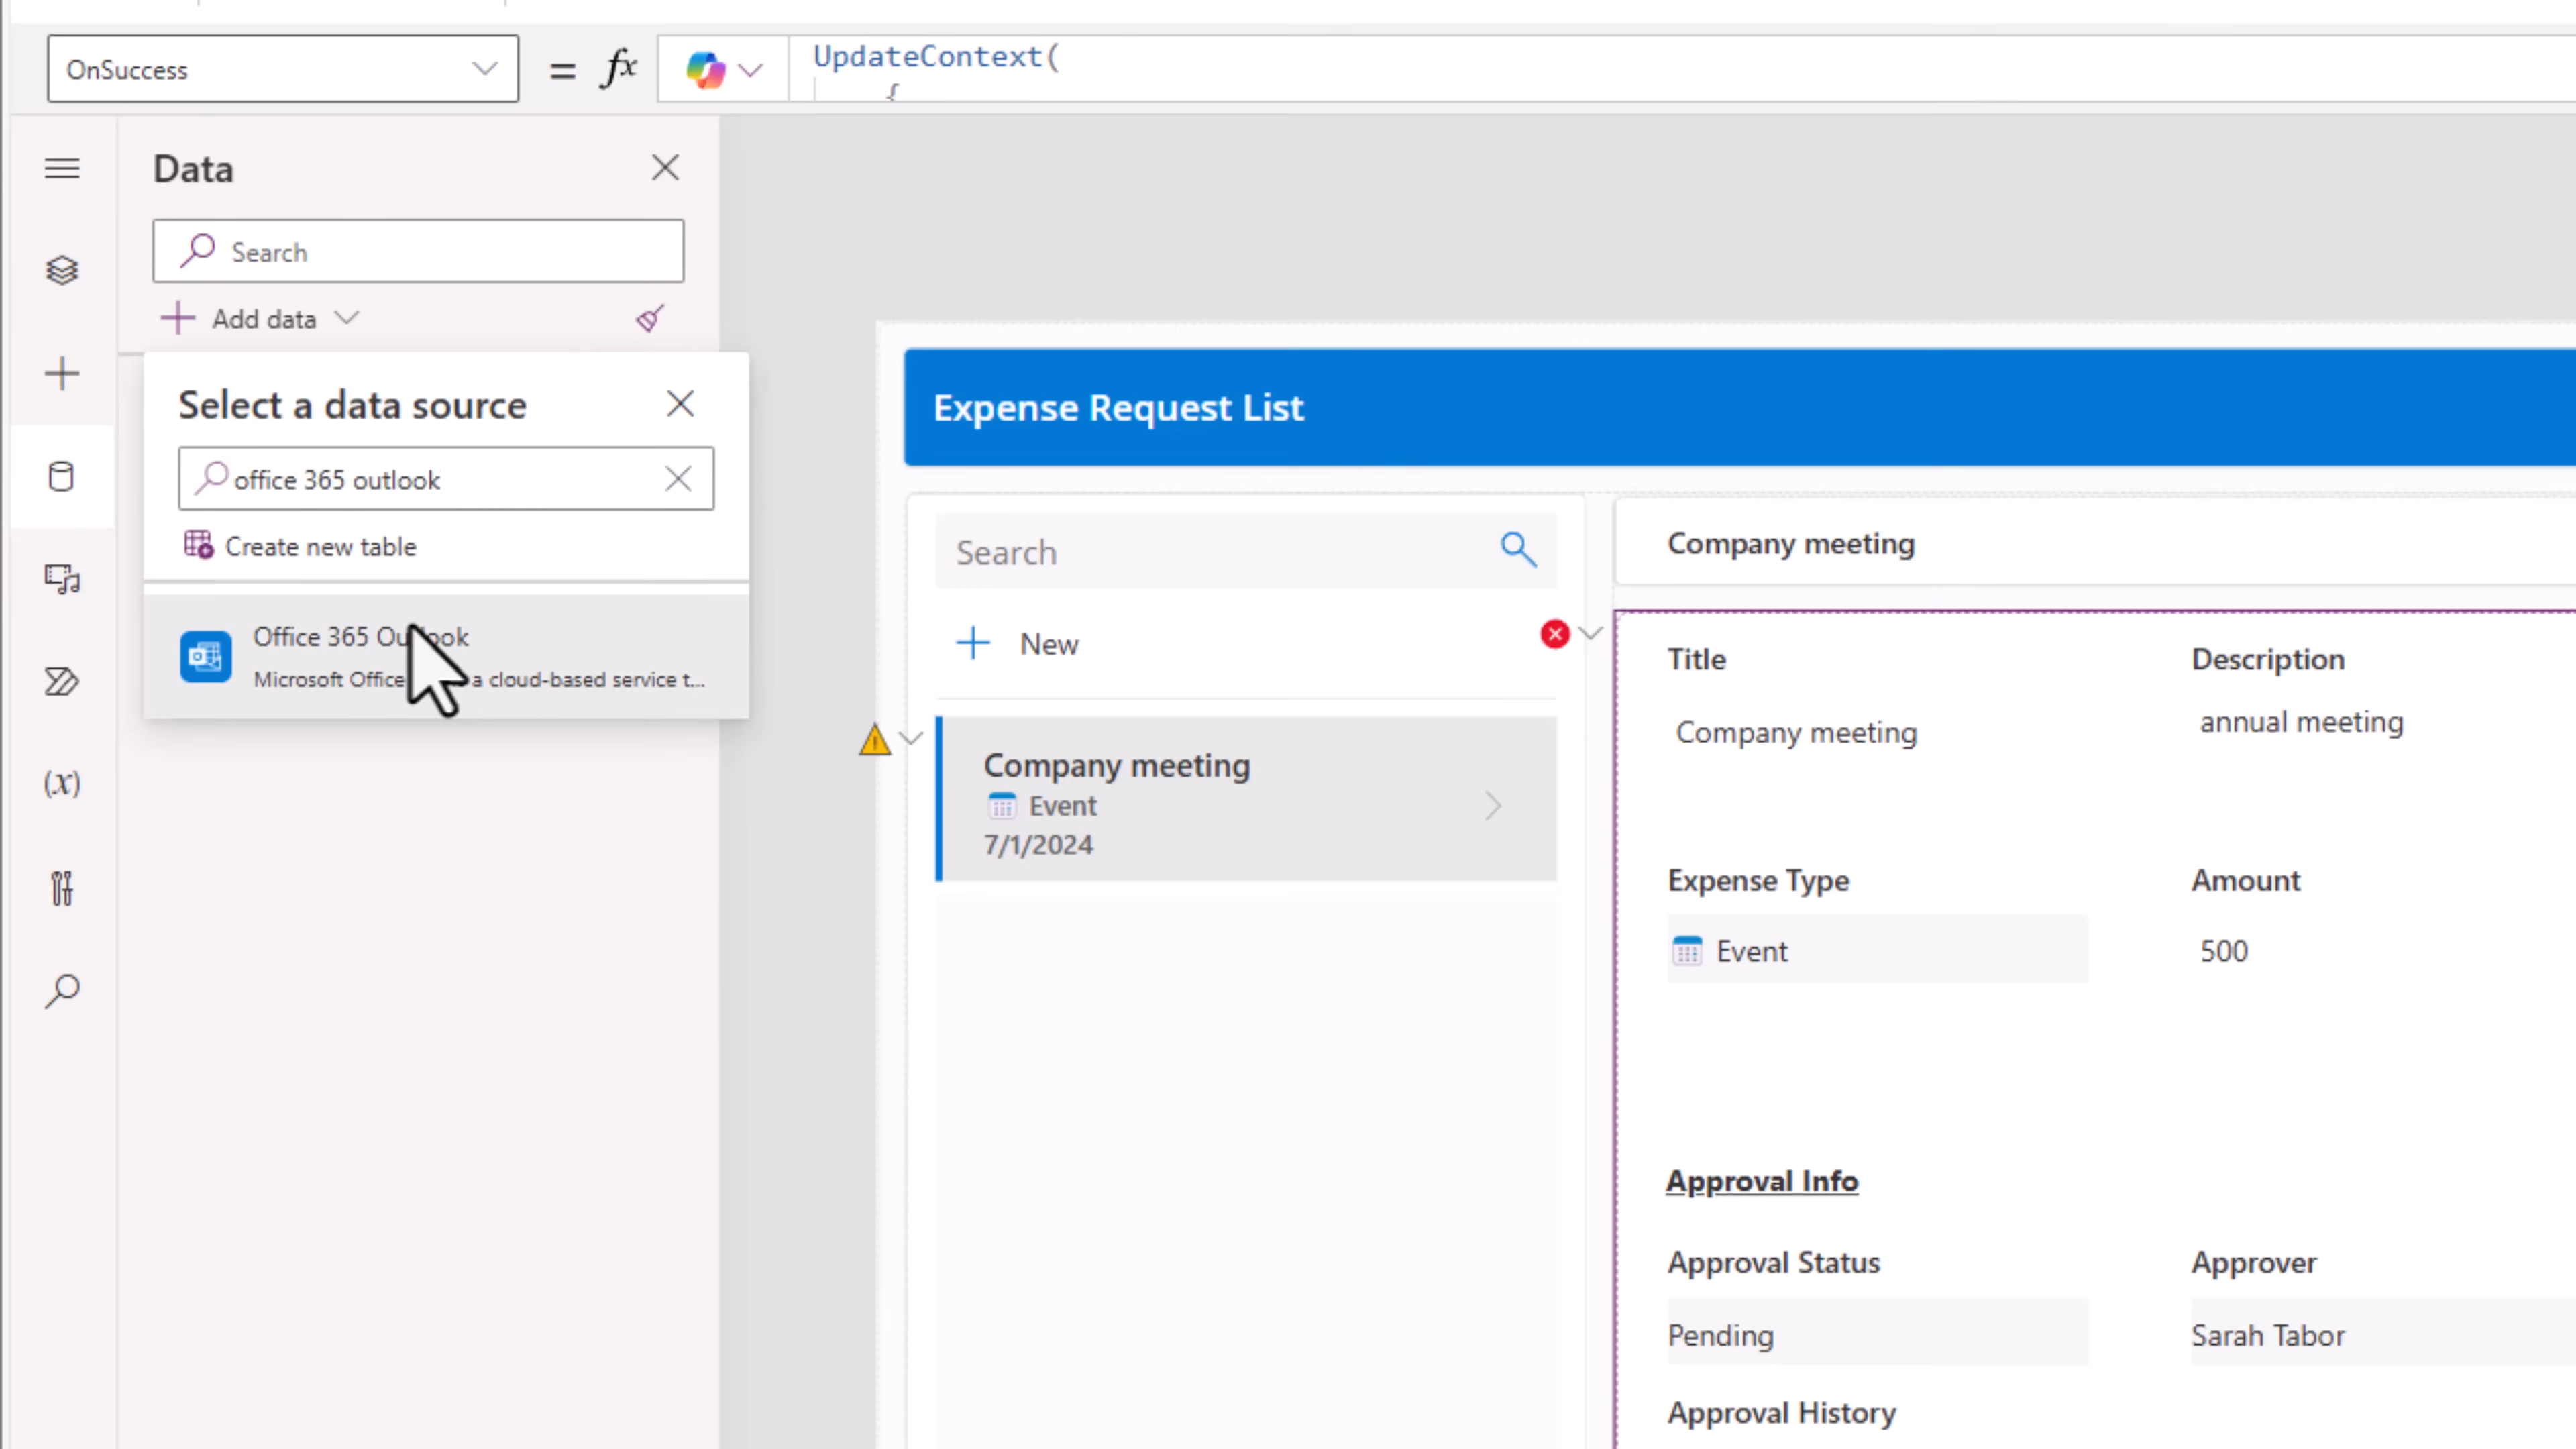 OnSuccess
= fx
UpdateContext(
{
Data
Search
Add data
Select a data source
office 365 outlook
Create new table
Office 365 Outlook
Microsoft Office a cloud-based service t...
(x)
Expense Request List
Search
New
Company meeting
Event
7/1/2024
Company meeting
Title
Description
Company meeting
annual meeting
Expense Type
Amount
Event
500
Approval Info
Approval Status
Approver
Pending
Sarah Tabor
Approval History